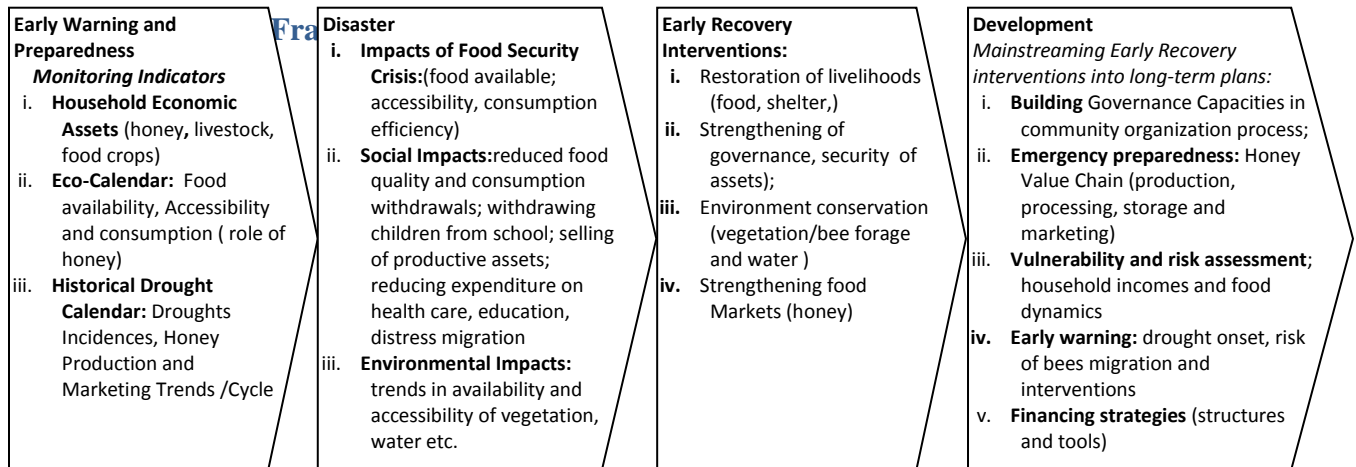 Early Warning and
Preparedness
Monitoring Indicators
i. Household Economic
Assets (honey, livestock,
food crops)
ii. Eco-Calendar: Food
availability, Accessibility
and consumption ( role of
honey)
iii. Historical Drought
Calendar: Droughts
Incidences, Honey
Production and
Marketing Trends /Cycle
Fra
Disaster
i. Impacts of Food Security
Crisis:(food available;
accessibility, consumption
efficiency)
ii. Social Impacts:reduced food
quality and consumption
withdrawals; withdrawing
children from school; selling
of productive assets;
reducing expenditure on
health care, education,
distress migration
iii. Environmental Impacts:
trends in availability and
accessibility of vegetation,
water etc.
Early Recovery
Interventions:
i. Restoration of livelihoods
(food, shelter,)
ii. Strengthening of
governance, security of
assets);
iii. Environment conservation
(vegetation/bee forage
and water )
iv. Strengthening food
Markets (honey)
Development
Mainstreaming Early Recovery
interventions into long-term plans:
i. Building Governance Capacities in
community organization process;
ii. Emergency preparedness: Honey
Value Chain (production,
processing, storage and
marketing)
iii. Vulnerability and risk assessment;
household incomes and food
dynamics
iv. Early warning: drought onset, risk
of bees migration and
interventions
v. Financing strategies (structures
and tools)